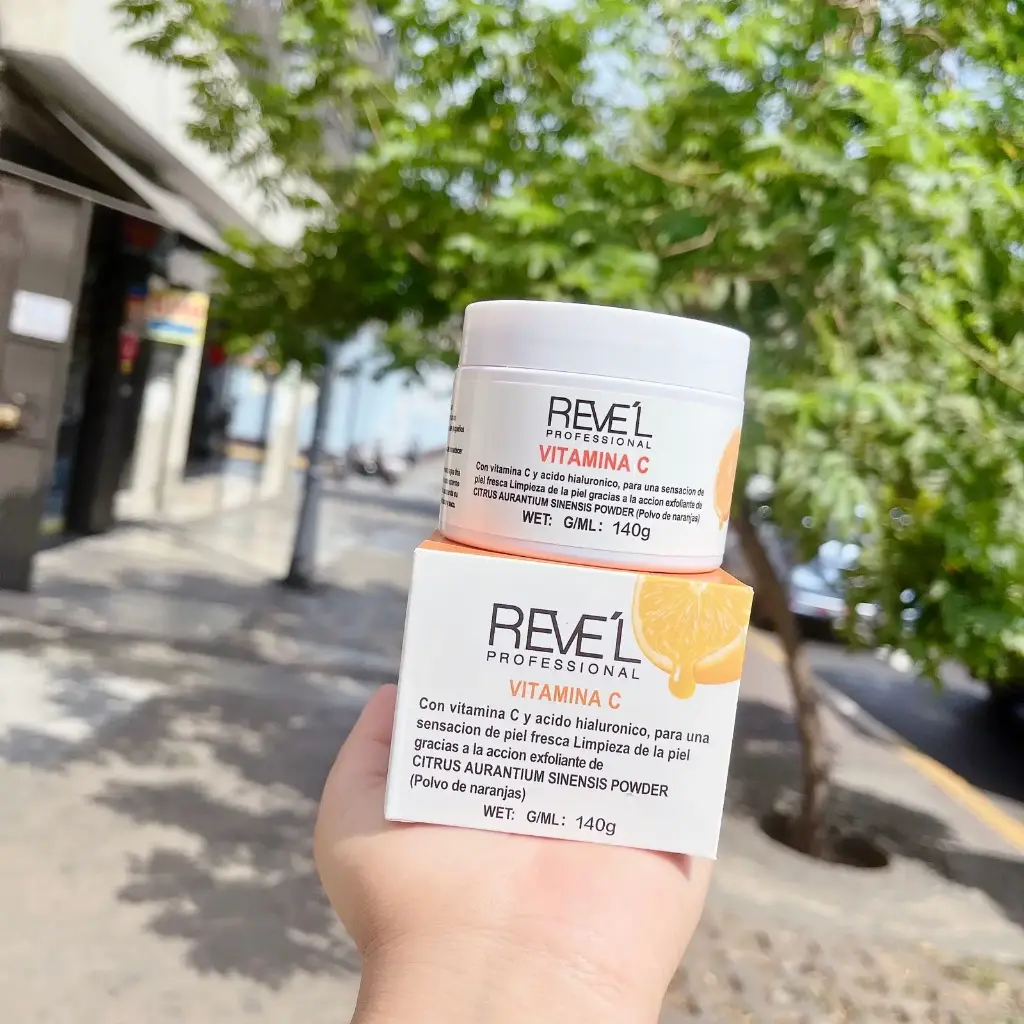 REVE´L
PROFESSIONAL
VITAMINA C
Con vitamina C y acido hialuronico, para una sensacion de
piel fresca Limpieza de la piel gracias a la accion exfoliante de
CITRUS AURANTIUM SINENSIS POWDER (Polvo de naranjas)
WET: G/ML: 140g
REVE´L
PROFESSIONAL
VITAMINA C
Con vitamina C y acido hialuronico, para una
sensacion de piel fresca Limpieza de la piel
gracias a la accion exfoliante de
CITRUS AURANTIUM SINENSIS POWDER
(Polvo de naranjas)
WET: G/ML: 140g